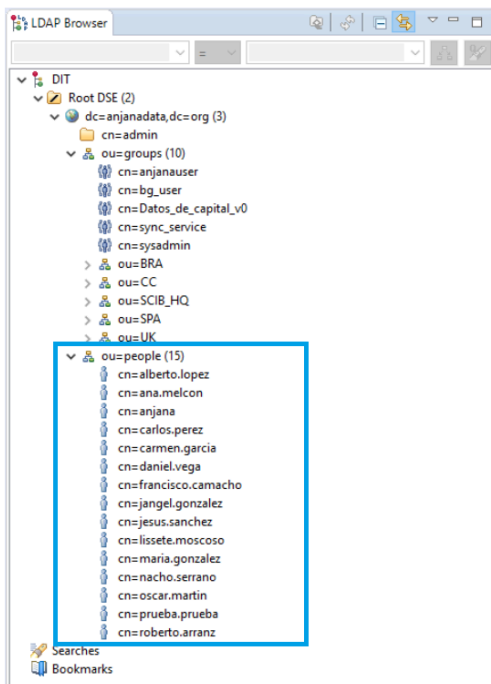 LDAP Browser
=
DIT
Root DSE (2)
dc=anjanadata,dc=org (3)
cn=admin
ou=groups (10)
cn=anjanauser
cn=bg_user
cn=Datos_de_capital_v0
cn=sync_service
cn=sysadmin
ou=BRA
ou=CC
ou=SCIB_HQ
ou=SPA
ou=UK
ou=people (15)
cn=alberto.lopez
cn=ana.melcon
cn=anjana
cn=carlos.perez
cn=carmen.garcia
cn=daniel.vega
cn=francisco.camacho
cn=jangel.gonzalez
cn=jesus.sanchez
cn=lissete.moscoso
cn=maria.gonzalez
cn=nacho.serrano
cn=oscar.martin
cn=prueba.prueba
cn=roberto.arranz
Searches
Bookmarks